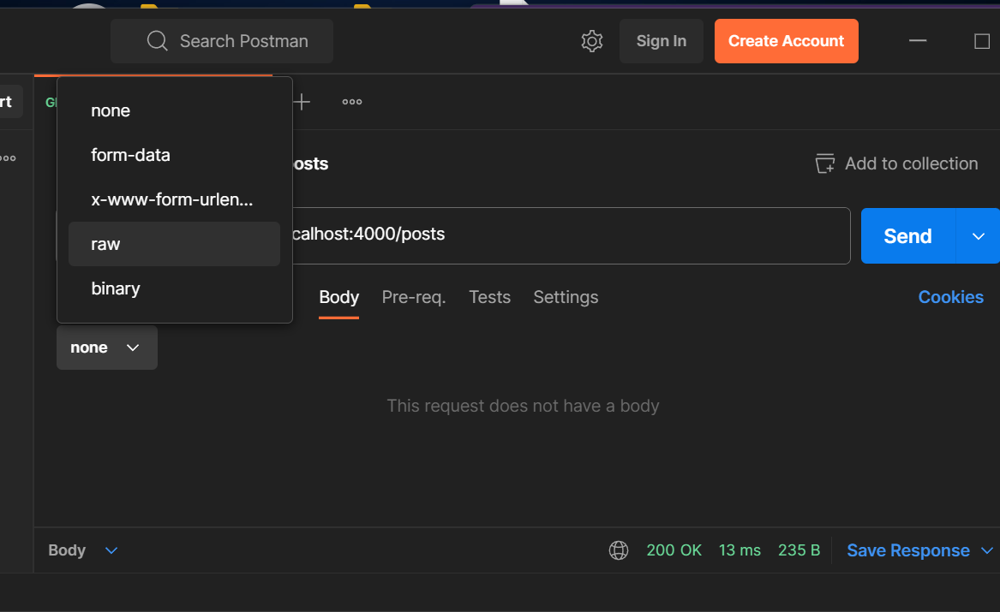 Search Postman
Sign In
Create Account
rt
none
form-data
x-www-form-urlen...
raw
binary
osts
Add to collection
calhost:4000/posts
Send
Body
Pre-req.
Tests
Settings
Cookies
none
This request does not have a body
Body
200 OK
13 ms
235 B
Save Response